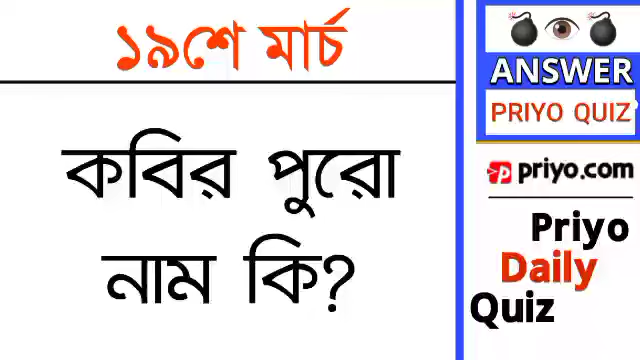 ১৯শে মার্চ
কবির পুরো
নাম কি?
ANSWER
PRIYO QUIZ
priyo.com
Priyo
Daily
Quiz